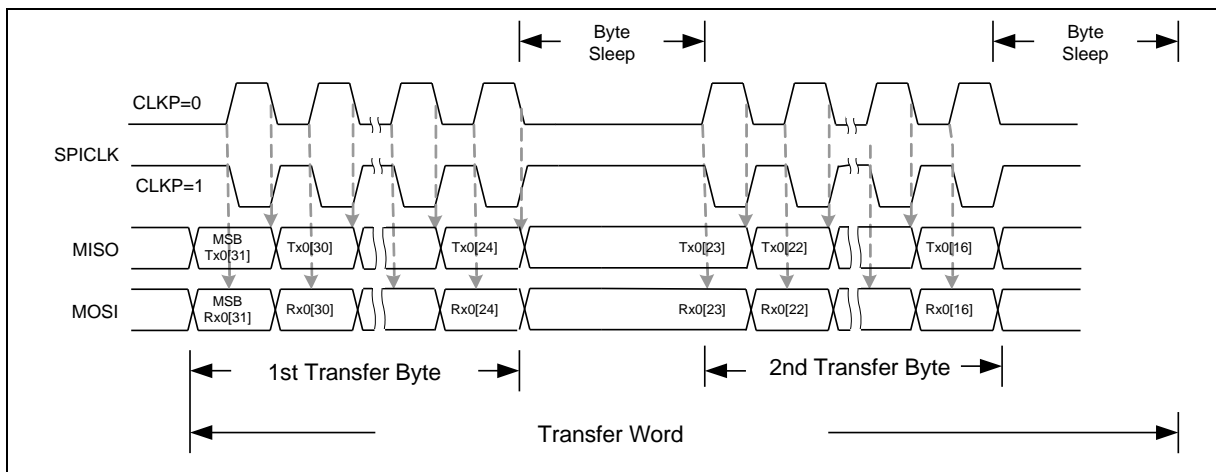 Byte
Sleep
Byte
Sleep
CLKP=0
SPICLK
CLKP=1
MISO
MSB
Tx0[31]
Tx0[30]
Tx0[24]
Tx0[23]
Tx0[22]
Tx0[16]
MOSI
MSB
Rx0[31]
Rx0[30]
Rx0[24]
Rx0[23]
Rx0[22]
Rx0[16]
1st Transfer Byte
2nd Transfer Byte
Transfer Word